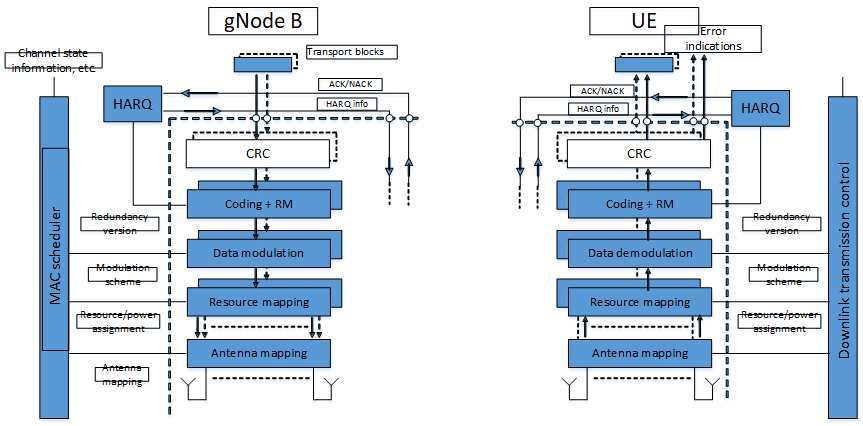 gNode B
UE
Channel state
information, etc.
Transport blocks
Error
indications
ACK/NACK
HARQ info
HARQ
ACK/NACK
HARQ info
HARQ
CRC
CRC
Coding + RM
Coding + RM
Redundancy
version
Redundancy
version
Data modulation
Data demodulation
Modulation
scheme
Modulation
scheme
Resource mapping
Resource mapping
Resource/power
assignment
Resource/power
assignment
Antenna mapping
Antenna mapping
Antenna
mapping
MAC scheduler
Downlink transmission control